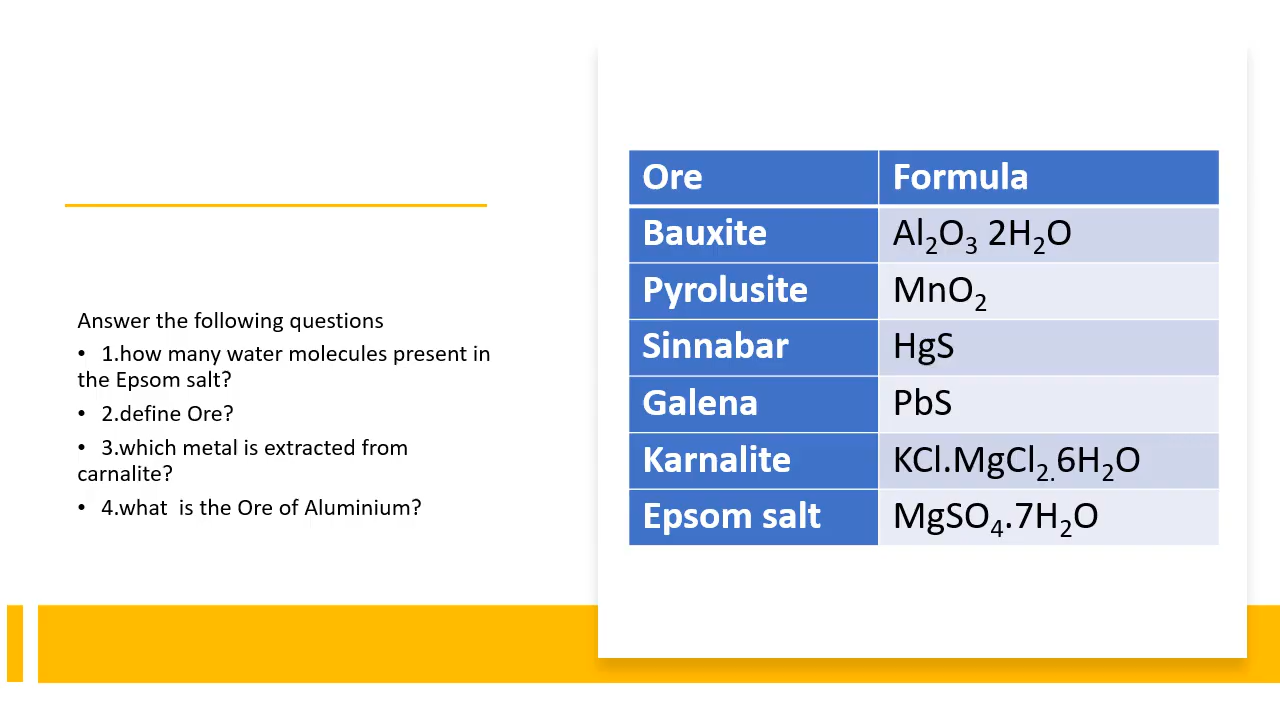 Answer the following questions
• 1.how many water molecules present in
the Epsom salt?
• 2.define Ore?
• 3.which metal is extracted from
carnalite?
• 4.what  is the Ore of Aluminium?
Ore Formula
Bauxite Al₂O₃ 2H₂O
Pyrolusite MnO₂
Sinnabar HgS
Galena PbS
Karnalite KCl.MgCl₂.6H₂O
Epsom salt MgSO₄.7H₂O